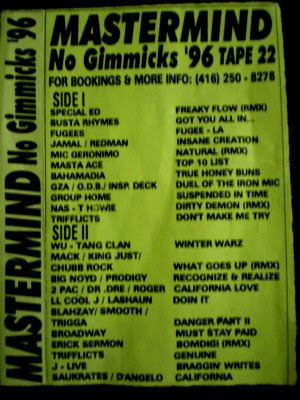 MASTERMIND No Gimmicks '96
MASTERMIND
No Gimmicks '96 TAPE 22
FOR BOOKINGS & MORE INFO: (416) 250 - 8278
SIDE I
SPECIAL ED FREAKY FLOW (RMX)
BUSTA RHYMES GOT YOU ALL IN...
FUGEES FUGEE - LA
JAMAL / REDMAN INSANE CREATION
MIC GERONIMO NATURAL (RMX)
MASTA ACE TOP 10 LIST
BAHAMADIA TRUE HONEY BUNS
GZA / O.D.B./ INSP. DECK DUEL OF THE IRON MIC
GROUP HOME SUSPENDED IN TIME
NAS - T HOWIE DIRTY DEMON (RMX)
TRIFFLICTS DON'T MAKE ME TRY
SIDE II
WU - TANG CLAN WINTER WARZ
MACK / KING JUST/
CHUBB ROCK WHAT GOES UP (RMX)
BIG NOYD / PRODIGY RECOGNIZE & REALIZE
2 PAC / DR .DRE / ROGER CALIFORNIA LOVE
LL COOL J / LASHAUN DOIN IT
BLAHZAY/ SMOOTH /
TRIGGA DANGER PART II
BROADWAY MUST STAY PAID
ERICK SERMON BOMDIGI (RMX)
TRIFFLICTS GENUINE
J - LIVE BRAGGIN' WRITES
SAUKRATES / D'ANGELO CALIFORNIA